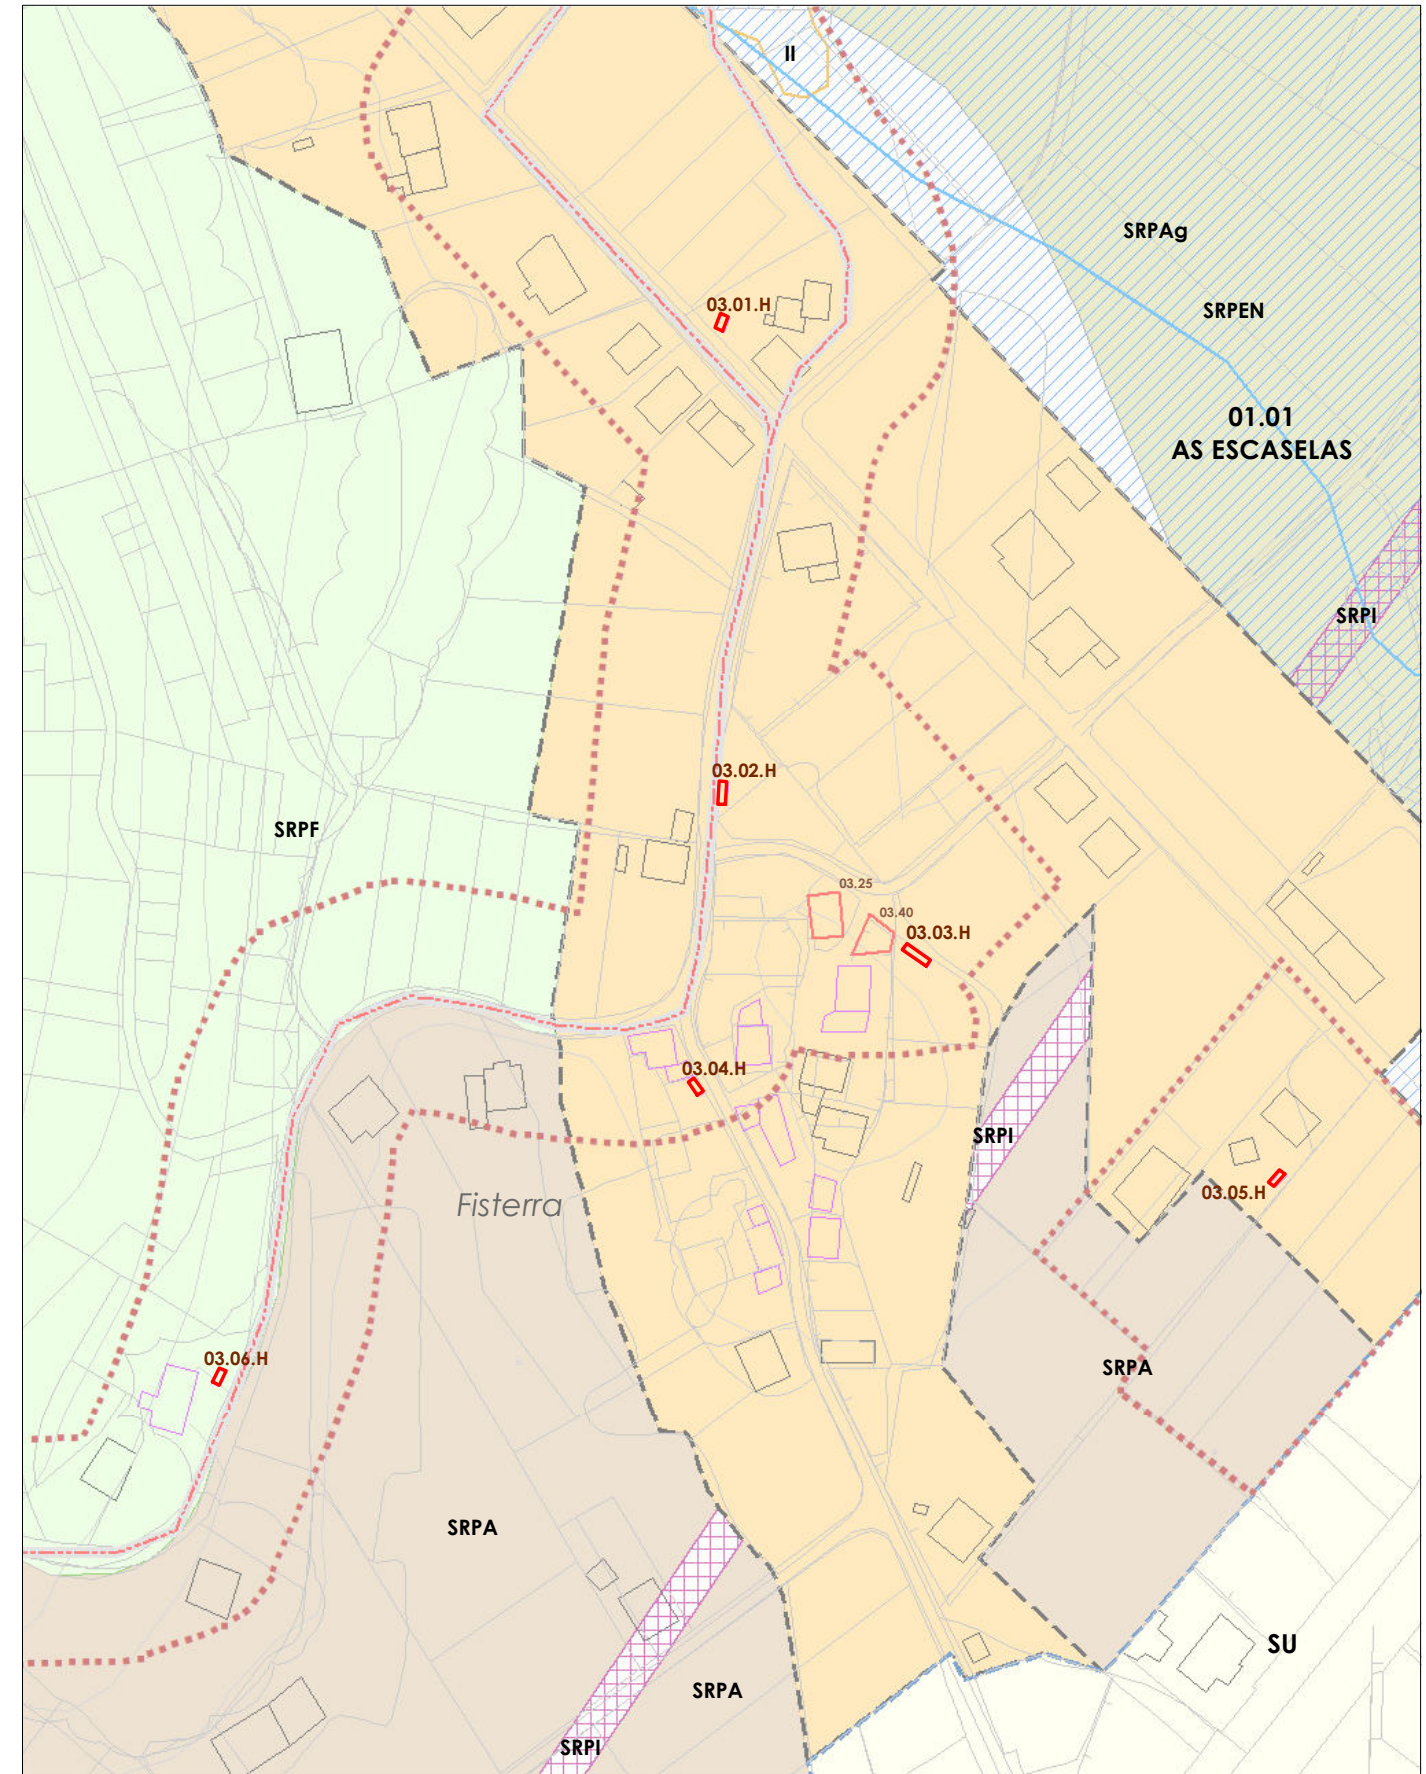 II
SRPAg
03.01.H
SRPEN
01.01
AS ESCASELAS
SRPI
03.02.H
SRPF
03.25
03.40
03.03.H
03.04.H
SRPI
Fisterra
03.05.H
03.06.H
SRPA
SRPA
SU
SRPA
SRPI